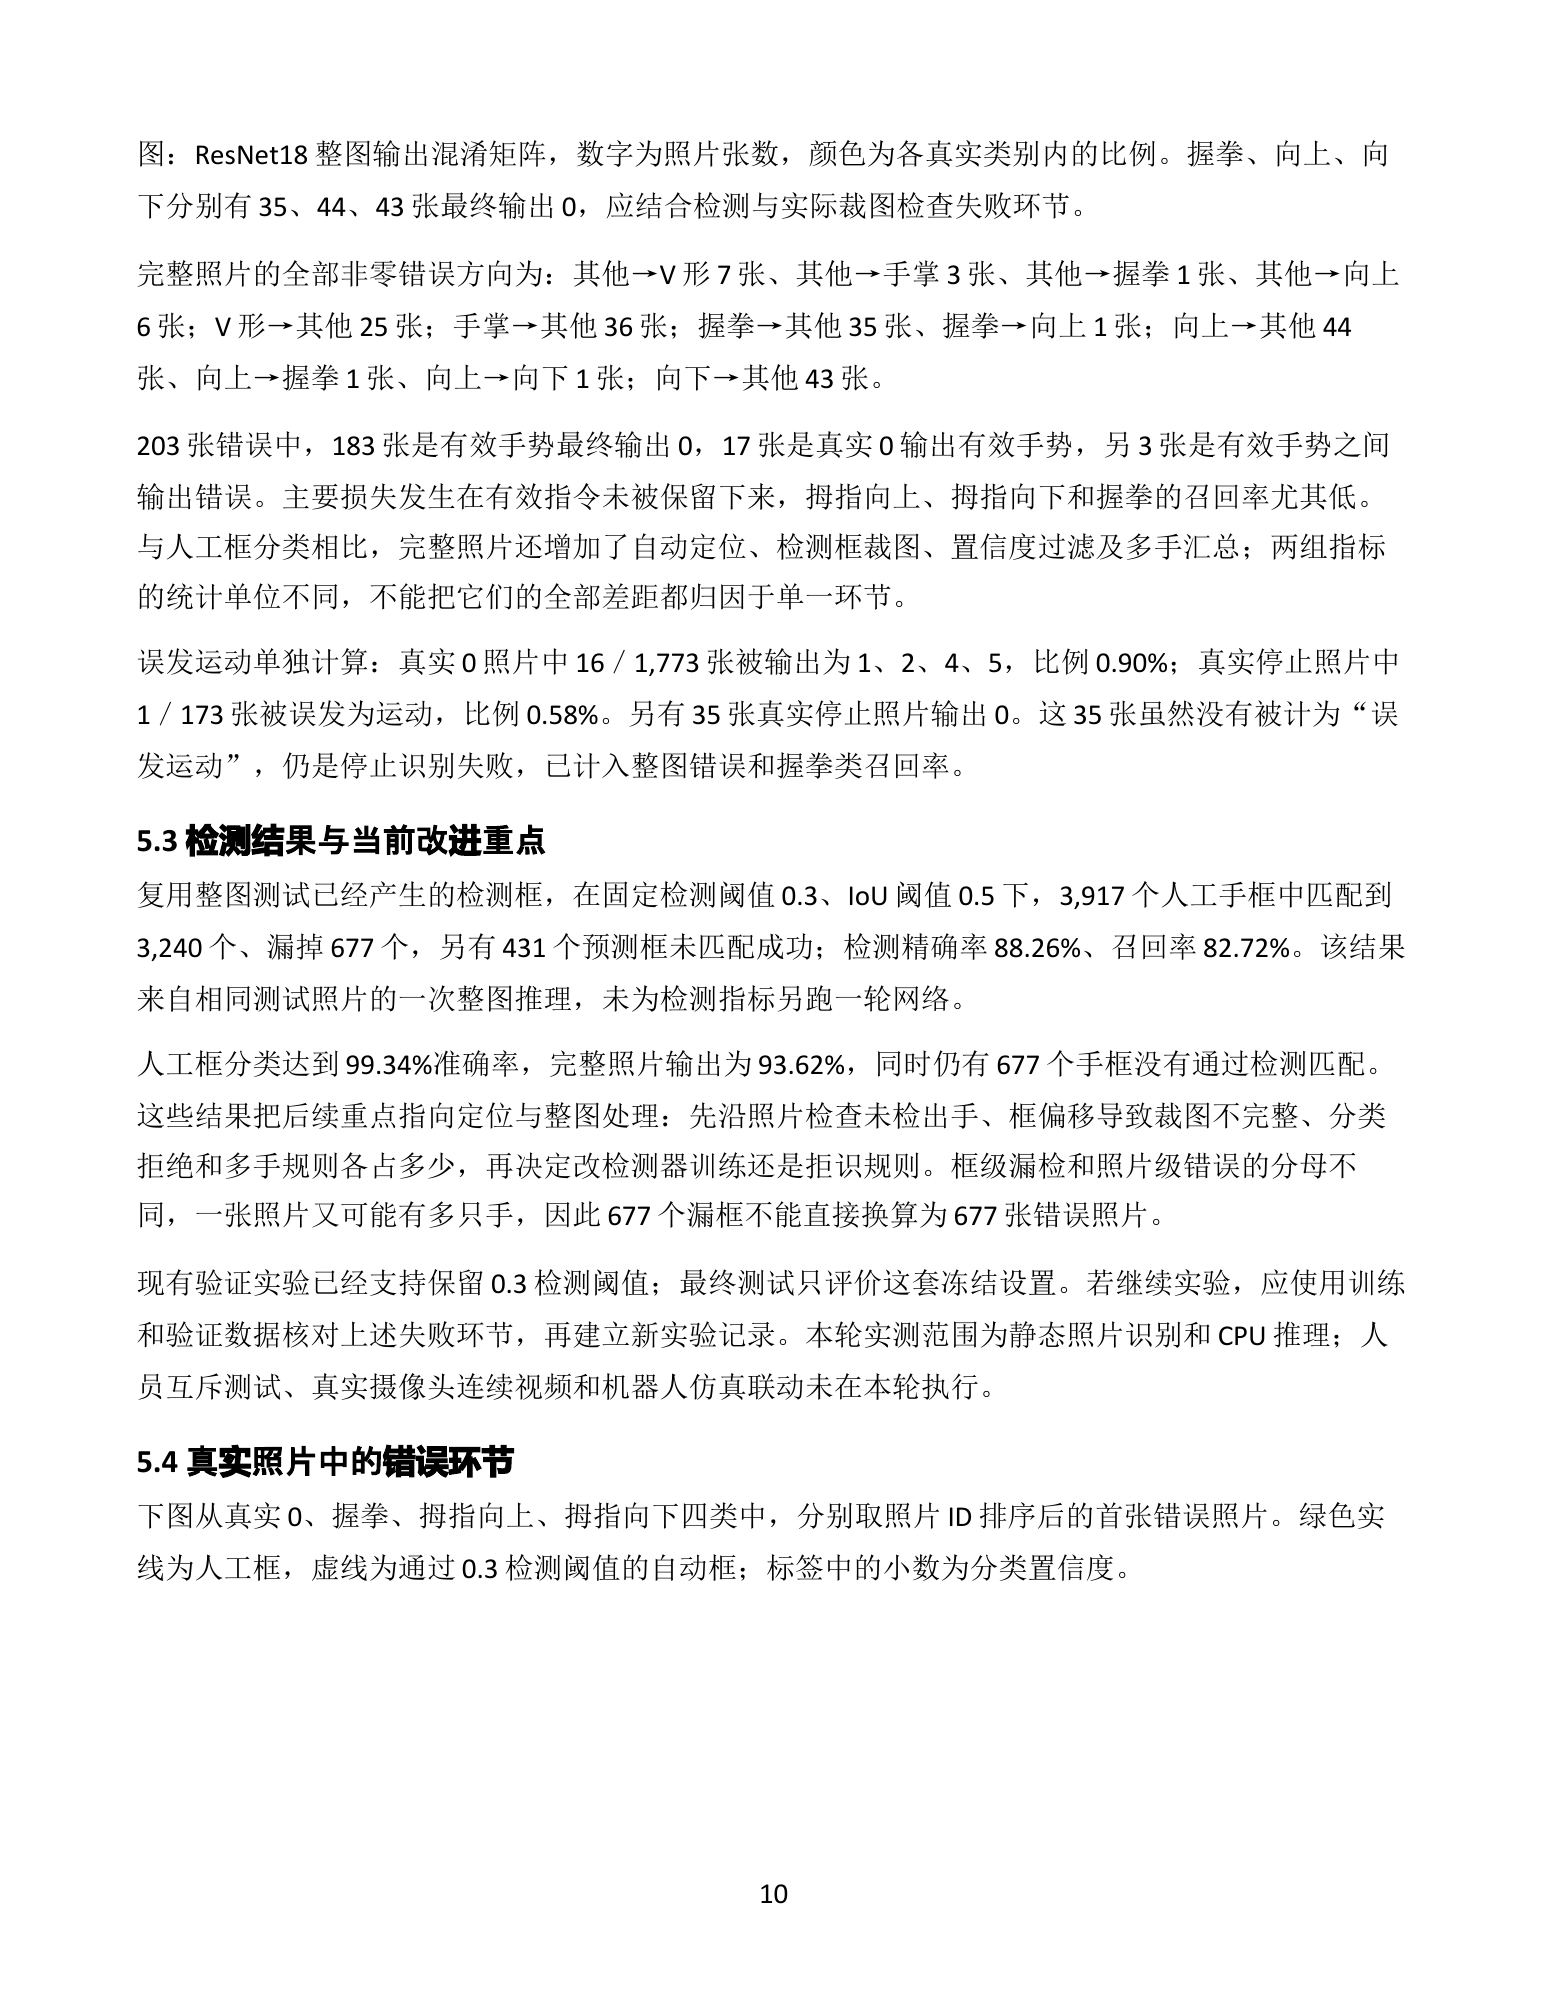 图：ResNet18 整图输出混淆矩阵，数字为照片张数，颜色为各真实类别内的比例。握拳、向上、向
下分别有 35、44、43 张最终输出 0，应结合检测与实际裁图检查失败环节。
完整照片的全部非零错误方向为：其他→V 形 7 张、其他→手掌 3 张、其他→握拳 1 张、其他→向上
6 张；V 形→其他 25 张；手掌→其他 36 张；握拳→其他 35 张、握拳→向上 1 张；向上→其他 44
张、向上→握拳 1 张、向上→向下 1 张；向下→其他 43 张。
203 张错误中，183 张是有效手势最终输出 0，17 张是真实 0 输出有效手势，另 3 张是有效手势之间
输出错误。主要损失发生在有效指令未被保留下来，拇指向上、拇指向下和握拳的召回率尤其低。
与人工框分类相比，完整照片还增加了自动定位、检测框裁图、置信度过滤及多手汇总；两组指标
的统计单位不同，不能把它们的全部差距都归因于单一环节。
误发运动单独计算：真实 0 照片中 16／1,773 张被输出为 1、2、4、5，比例 0.90%；真实停止照片中
1／173 张被误发为运动，比例 0.58%。另有 35 张真实停止照片输出 0。这 35 张虽然没有被计为“误
发运动”，仍是停止识别失败，已计入整图错误和握拳类召回率。
5.3 检测结果与当前改进重点
复用整图测试已经产生的检测框，在固定检测阈值 0.3、IoU 阈值 0.5 下，3,917 个人工手框中匹配到
3,240 个、漏掉 677 个，另有 431 个预测框未匹配成功；检测精确率 88.26%、召回率 82.72%。该结果
来自相同测试照片的一次整图推理，未为检测指标另跑一轮网络。
人工框分类达到 99.34%准确率，完整照片输出为 93.62%，同时仍有 677 个手框没有通过检测匹配。
这些结果把后续重点指向定位与整图处理：先沿照片检查未检出手、框偏移导致裁图不完整、分类
拒绝和多手规则各占多少，再决定改检测器训练还是拒识规则。框级漏检和照片级错误的分母不
同，一张照片又可能有多只手，因此 677 个漏框不能直接换算为 677 张错误照片。
现有验证实验已经支持保留 0.3 检测阈值；最终测试只评价这套冻结设置。若继续实验，应使用训练
和验证数据核对上述失败环节，再建立新实验记录。本轮实测范围为静态照片识别和 CPU 推理；人
员互斥测试、真实摄像头连续视频和机器人仿真联动未在本轮执行。
5.4 真实照片中的错误环节
下图从真实 0、握拳、拇指向上、拇指向下四类中，分别取照片 ID 排序后的首张错误照片。绿色实
线为人工框，虚线为通过 0.3 检测阈值的自动框；标签中的小数为分类置信度。
10